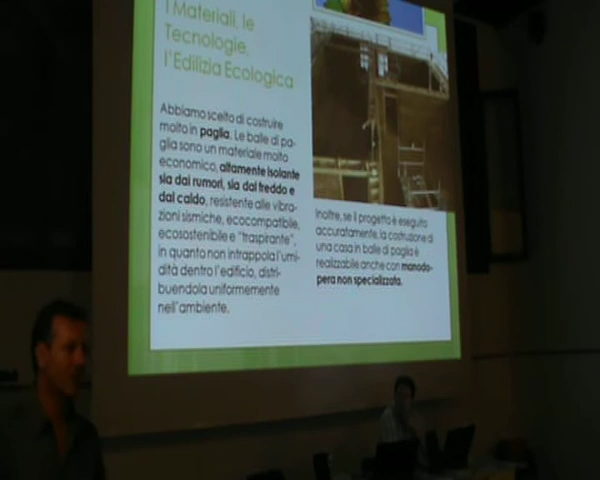 I Materiali, le
Tecnologie,
l'Edilizia Ecologica
Abbiamo scelto di costruire
molto in paglia. Le balle di pa-
glia sono un materiale molto
economico, altamente isolante
sia dai rumori, sia dal freddo e
dal caldo, resistente alle vibra-
zioni sismiche, ecocompatibile,
ecosostenibile e "traspirante",
in quanto non intrappola l'umi-
dità dentro l'edificio, distri-
buendola uniformemente
nell'ambiente.
Inoltre, se il progetto è eseguito
accuratamente, la costruzione di
una casa in balle di paglia è
realizzabile anche con manodo-
pera non specializzata.